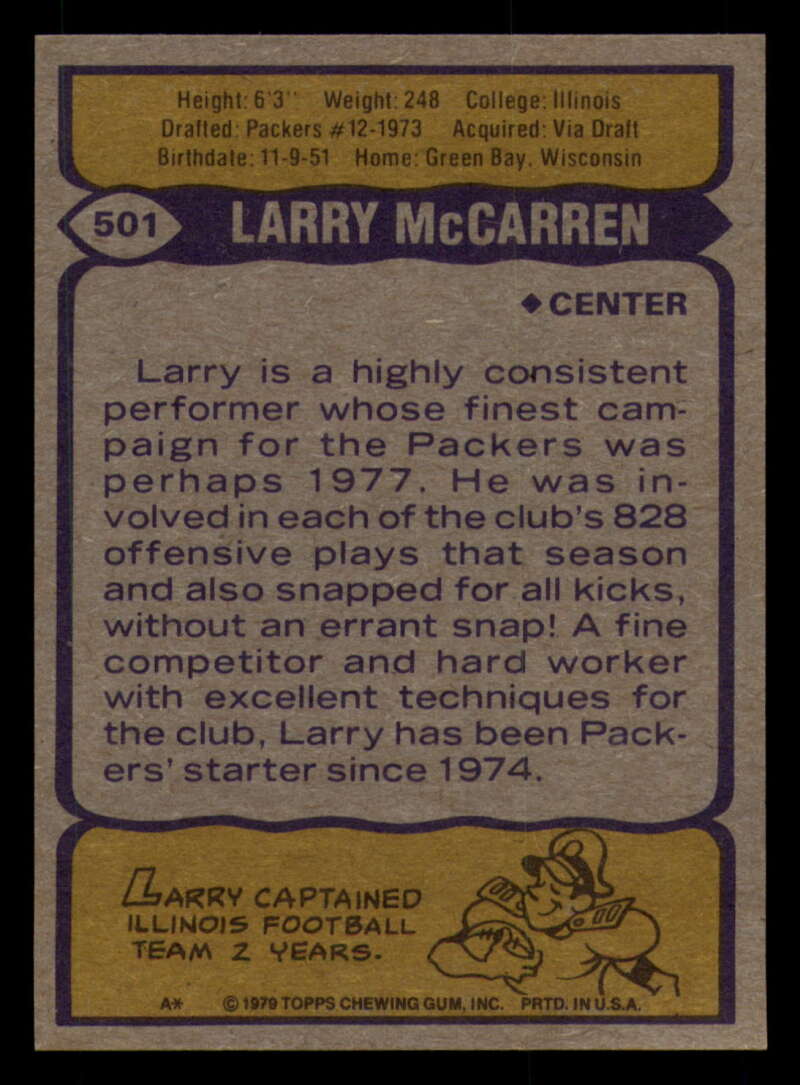 Height: 6'3" Weight: 248 College: Illinois
Drafted: Packers #12-1973 Acquired: Via Draft
Birthdate: 11-9-51 Home: Green Bay, Wisconsin
501 LARRY McCARREN
◆CENTER
Larry is a highly consistent
performer whose finest cam-
paign for the Packers was
perhaps 1977. He was in-
volved in each of the club's 828
offensive plays that season
and also snapped for all kicks,
without an errant snap! A fine
competitor and hard worker
with excellent techniques for
the club, Larry has been Pack-
ers' starter since 1974.
LARRY CAPTAINED
ILLINOIS FOOTBALL
TEAM 2 YEARS.
A* © 1979 TOPPS CHEWING GUM, INC. PRTD. IN U.S.A.